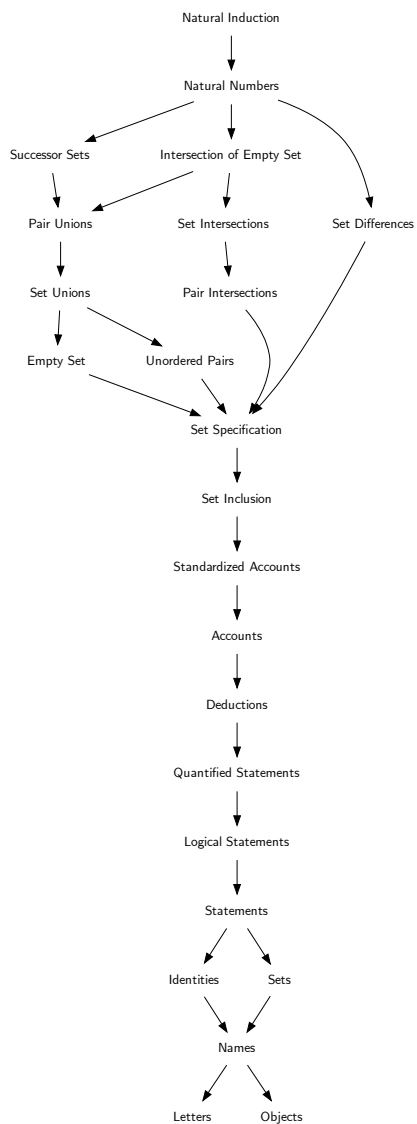 Natural Induction
Natural Numbers
Successor Sets
Intersection of Empty Set
Pair Unions
Set Intersections
Set Differences
Set Unions
Pair Intersections
Empty Set
Unordered Pairs
Set Specification
Set Inclusion
Standardized Accounts
Accounts
Deductions
Quantified Statements
Logical Statements
Statements
Identities
Sets
Names
Letters
Objects